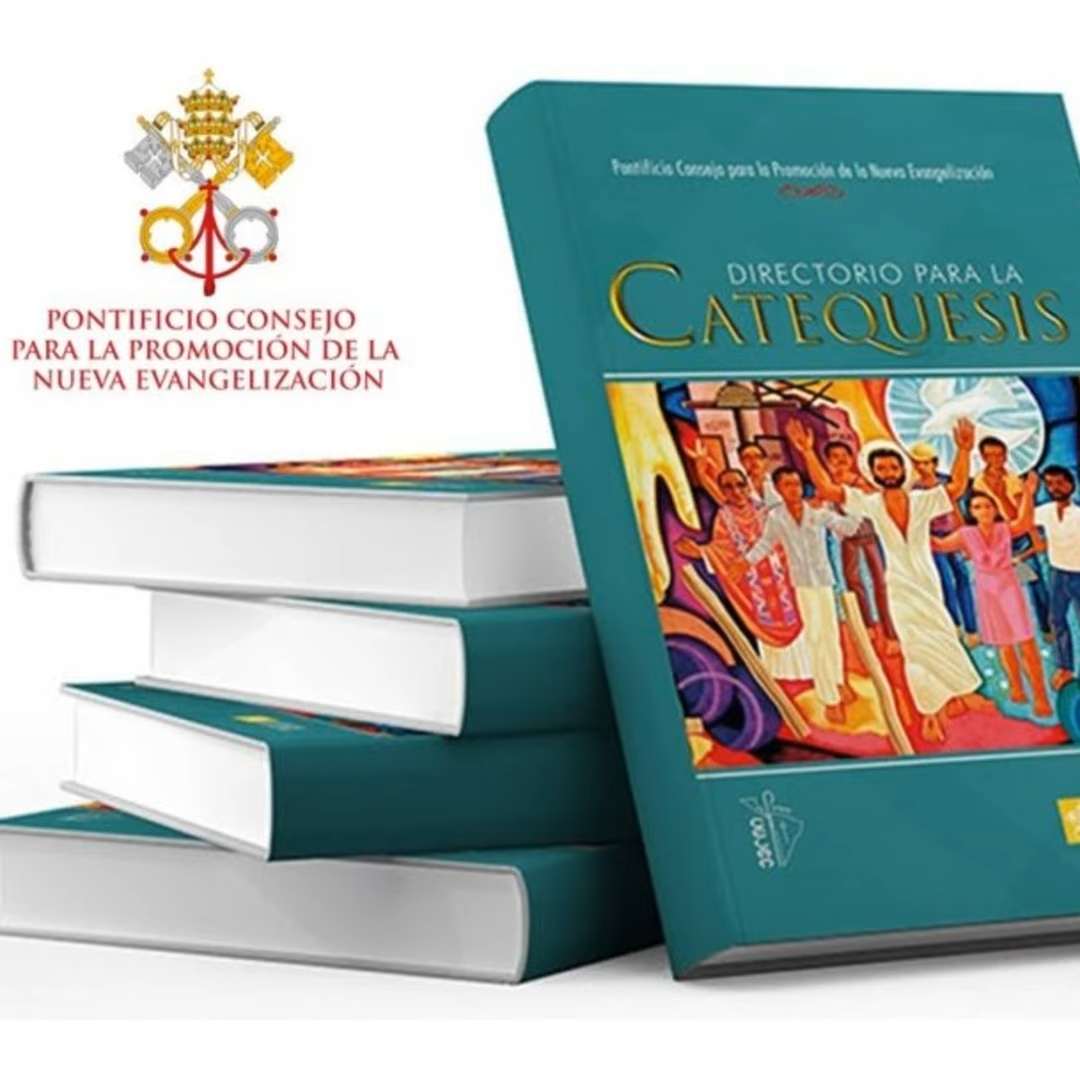 PONTIFICIO CONSEJO
PARA LA PROMOCIÓN DE LA
NUEVA EVANGELIZACIÓN
Pontificio Consejo para la Promoción de la Nueva Evangelización
DIRECTORIO PARA LA
CATEQUESIS